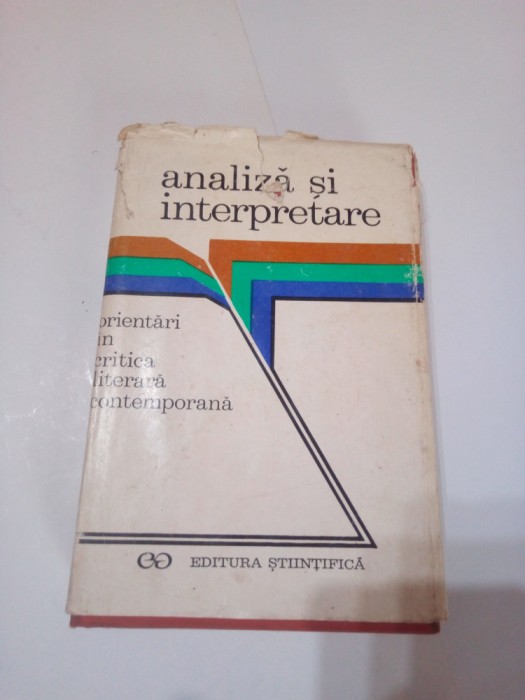 analiză și
interpretare
orientări
în
critica
literară
contemporană
EDITURA ȘTIINȚIFICĂ